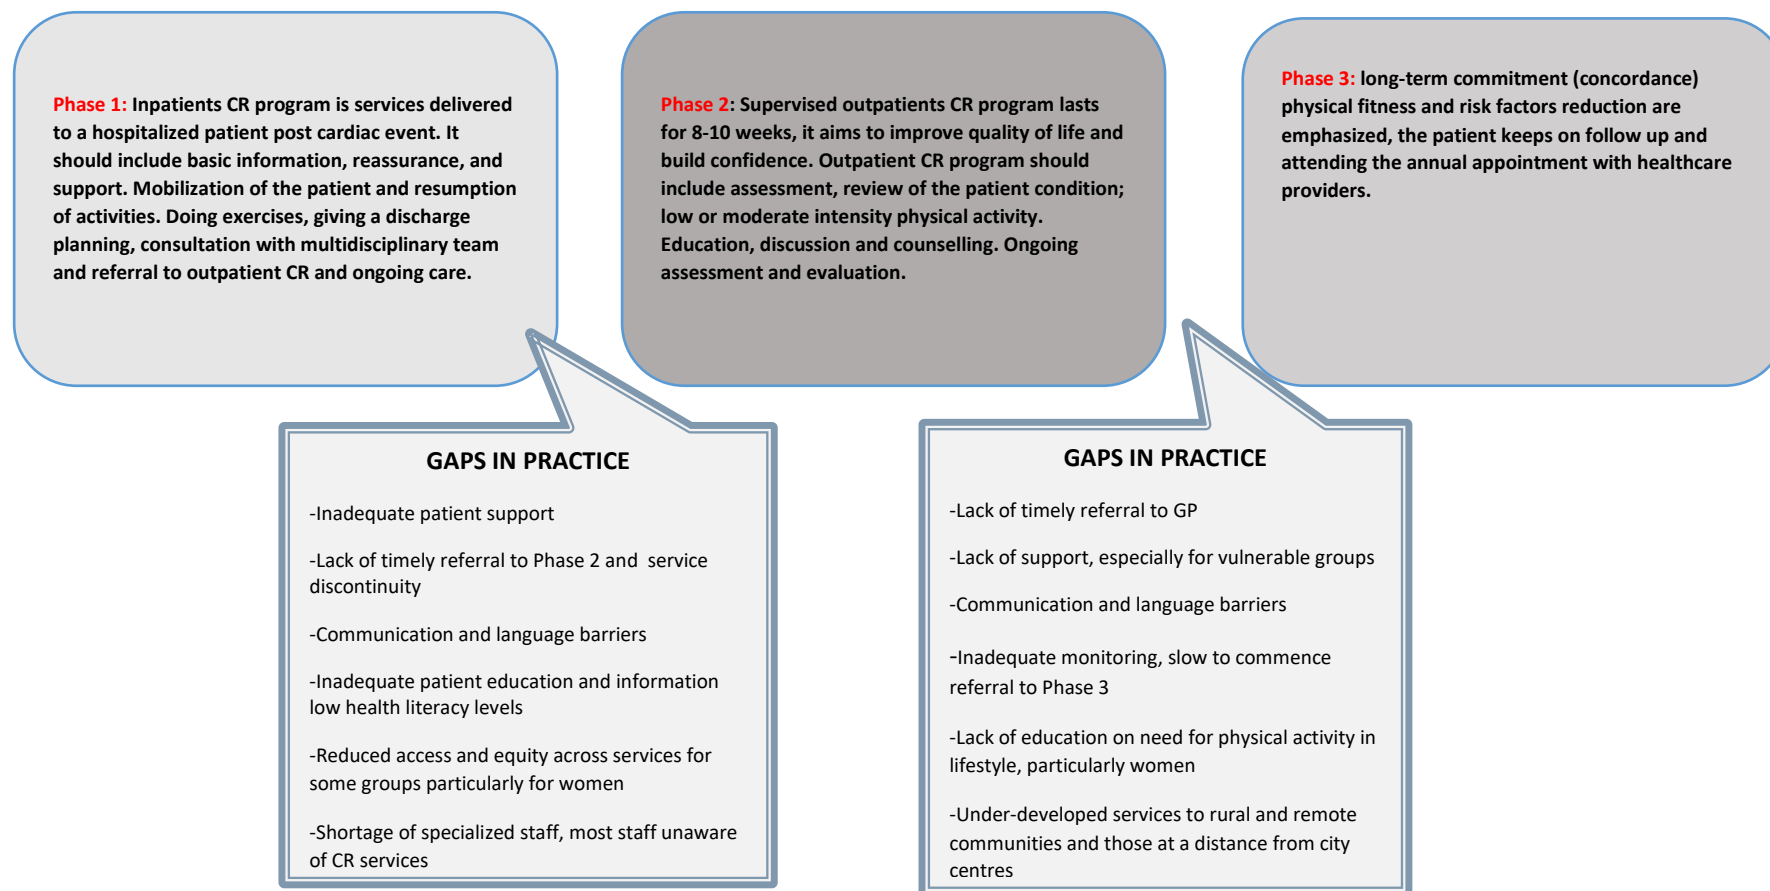 Phase 1: Inpatients CR program is services delivered
to a hospitalized patient post cardiac event. It
should include basic information, reassurance, and
support. Mobilization of the patient and resumption
of activities. Doing exercises, giving a discharge
planning, consultation with multidisciplinary team
and referral to outpatient CR and ongoing care.
Phase 2: Supervised outpatients CR program lasts
for 8-10 weeks, it aims to improve quality of life and
build confidence. Outpatient CR program should
include assessment, review of the patient condition;
low or moderate intensity physical activity.
Education, discussion and counselling. Ongoing
assessment and evaluation.
Phase 3: long-term commitment (concordance)
physical fitness and risk factors reduction are
emphasized, the patient keeps on follow up and
attending the annual appointment with healthcare
providers.
GAPS IN PRACTICE
-Inadequate patient support
-Lack of timely referral to Phase 2 and service
discontinuity
-Communication and language barriers
-Inadequate patient education and information
low health literacy levels
-Reduced access and equity across services for
some groups particularly for women
-Shortage of specialized staff, most staff unaware
of CR services
GAPS IN PRACTICE
-Lack of timely referral to GP
-Lack of support, especially for vulnerable groups
-Communication and language barriers
-Inadequate monitoring, slow to commence
referral to Phase 3
-Lack of education on need for physical activity in
lifestyle, particularly women
-Under-developed services to rural and remote
communities and those at a distance from city
centres